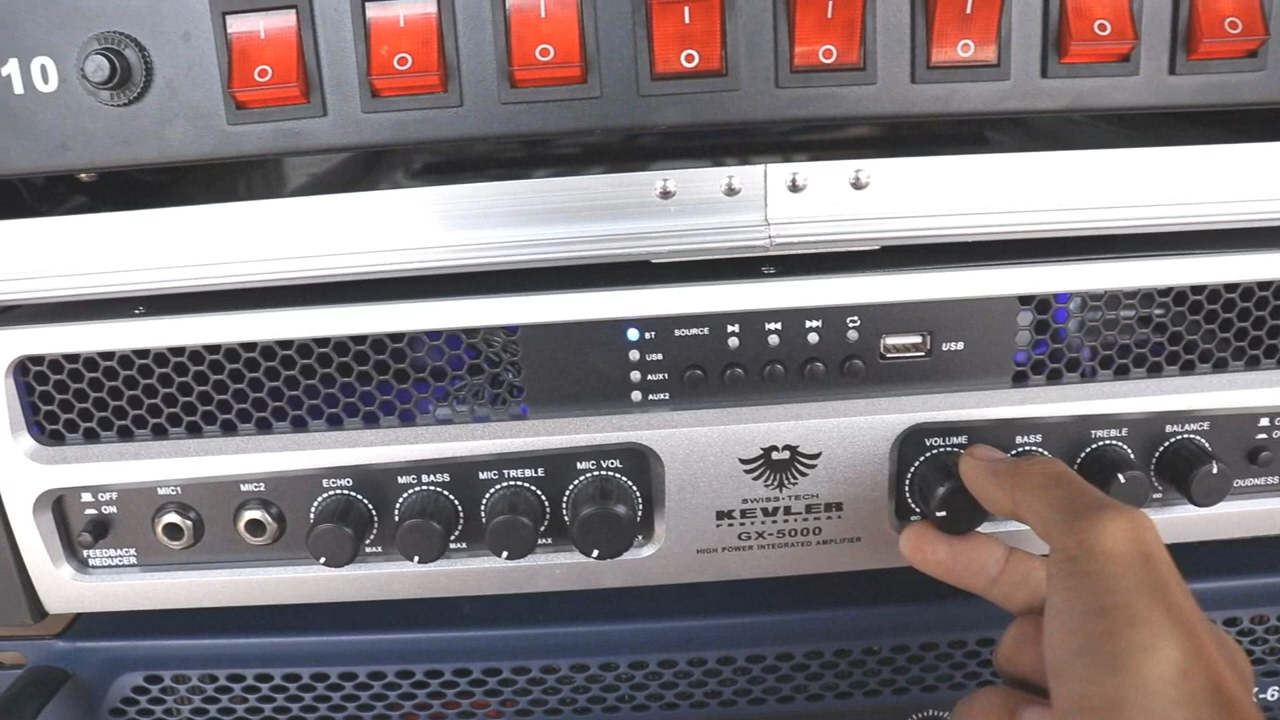 10
BT
SOURCE
USB
AUX1
AUX2
USB
VOLUME
BASS
TREBLE
BALANCE
OFF
ON
MIC1
MIC2
ECHO
MIC BASS
MIC TREBLE
MIC VOL
MAX
MAX
FEEDBACK
REDUCER
SWISS·TECH
KEVLER
PROFESSIONAL
GX-5000
HIGH POWER INTEGRATED AMPLIFIER
OUDNESS